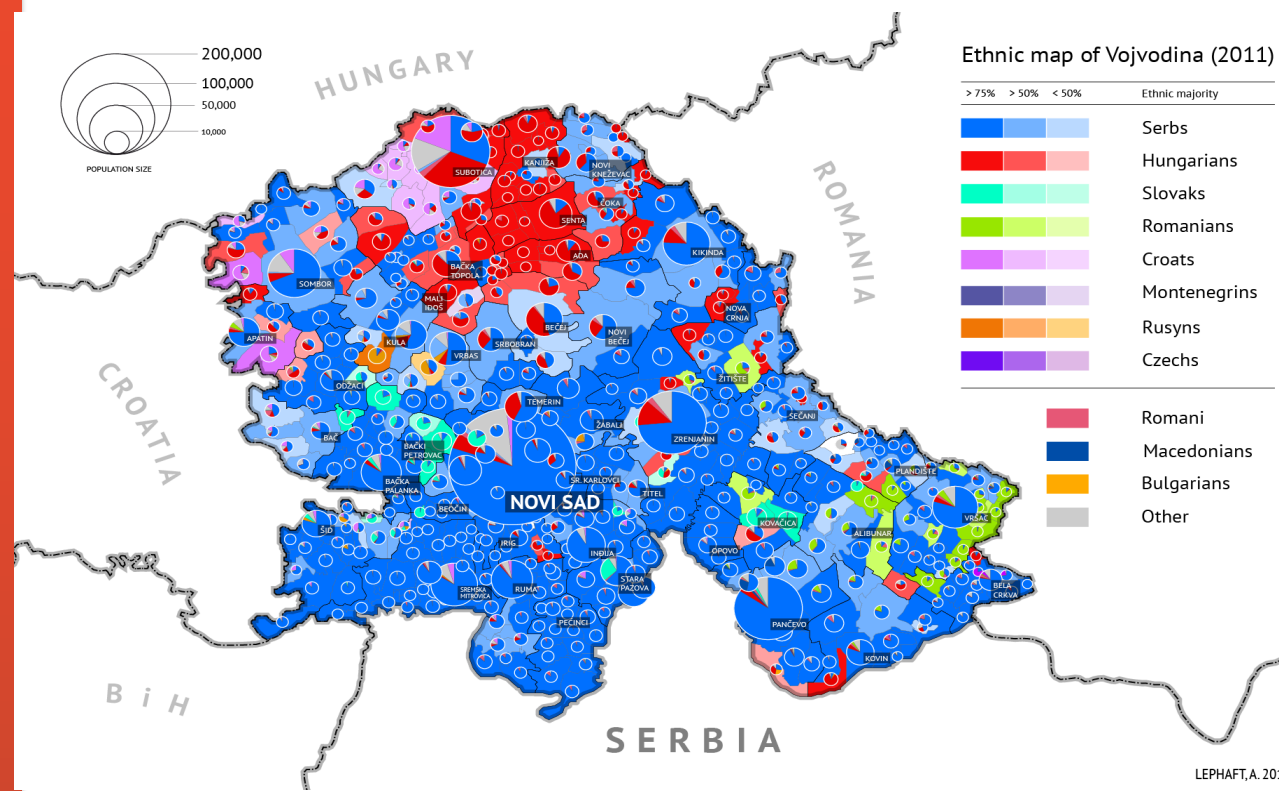 200,000
100,000
50,000
10,000
POPULATION SIZE
HUNGARY
ROMANIA
CROATIA
BiH
SERBIA
Ethnic map of Vojvodina (2011)
> 75% > 50% < 50% Ethnic majority
Serbs
Hungarians
Slovaks
Romanians
Croats
Montenegrins
Rusyns
Czechs
Romani
Macedonians
Bulgarians
Other
SUBOTICA
KANJIŽA
NOVI
KNEŽEVAC
ČOKA
SENTA
ADA
KIKINDA
BAČKA
TOPOLA
SOMBOR
MALI
IĐOŠ
NOVA
CRNJA
APATIN
KULA
BEČEJ
NOVI
BEČEJ
SRBOBRAN
VRBAS
ODŽACI
ŽITIŠTE
TEMERIN
SEČANJ
ŽABALJ
BAČ
ZRENJANIN
BAČKI
PETROVAC
PLANDIŠTE
BAČKA
PALANKA
SR. KARLOVCI
TITEL
NOVI SAD
BEOČIN
VRŠAC
KOVAČICA
ŠID
ALIBUNAR
IRIG
INĐIJA
OPOVO
STARA
PAZOVA
SREMSKA
MITROVICA
RUMA
BELA
CRKVA
PEĆINCI
PANČEVO
KOVIN
LEPHAFT, A. 201